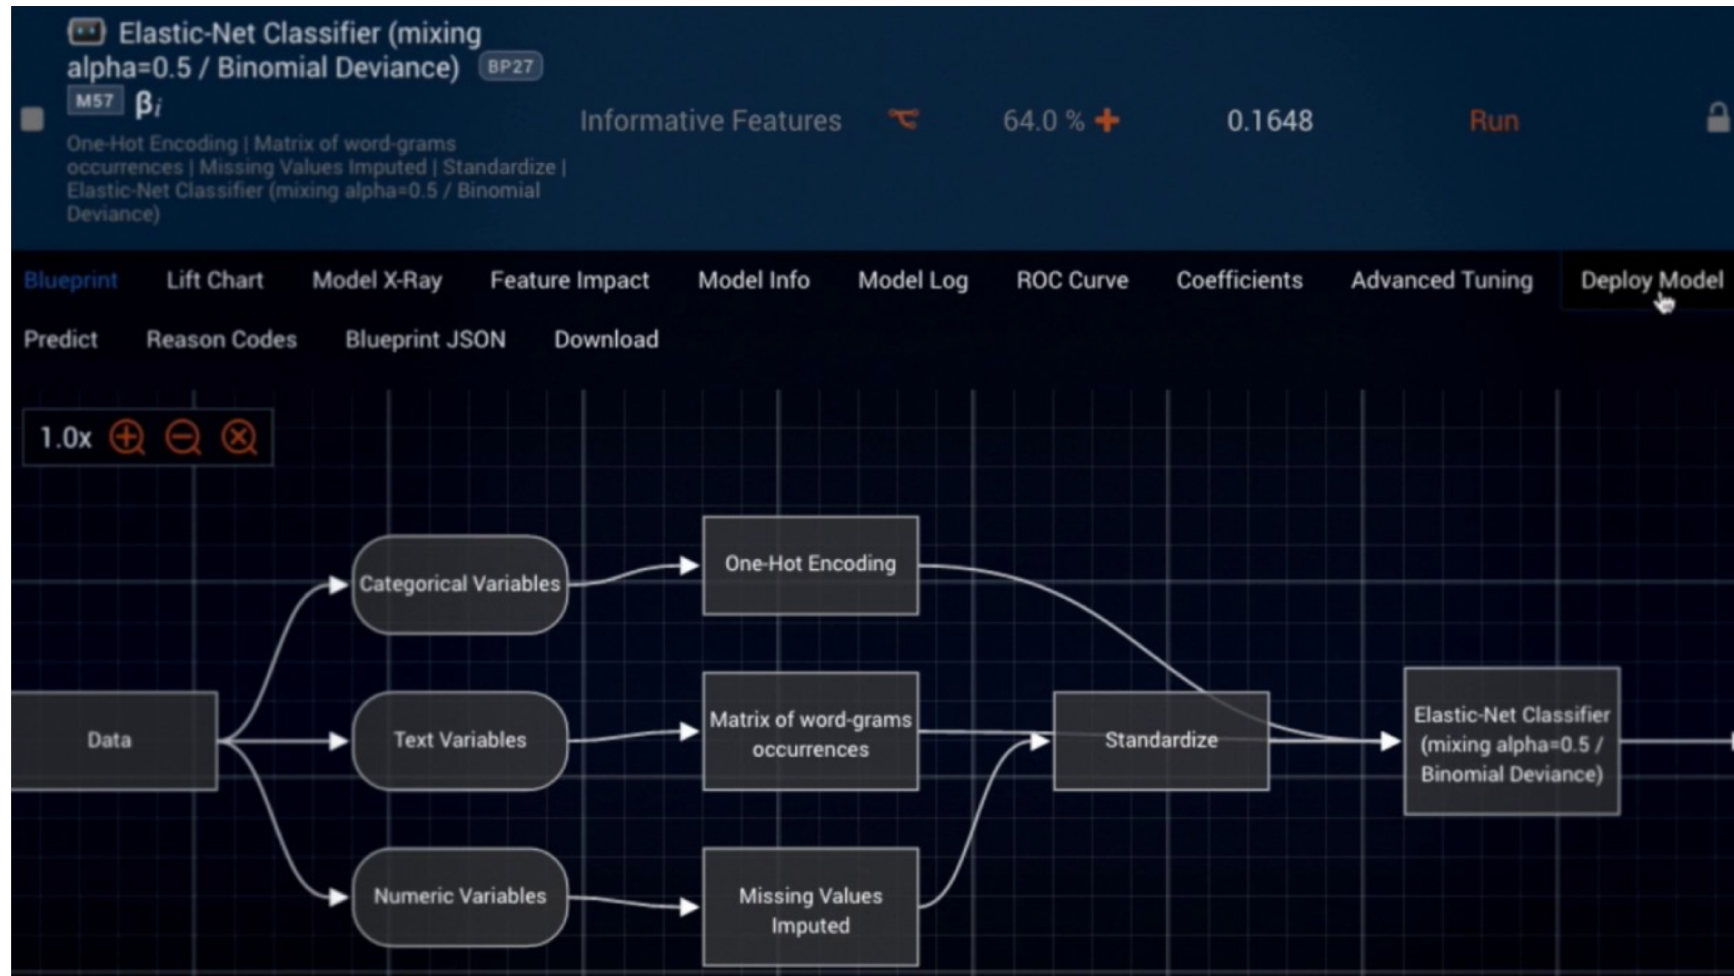 Elastic-Net Classifier (mixing
alpha=0.5 / Binomial Deviance) BP27
M57 βi
One-Hot Encoding | Matrix of word-grams
occurrences | Missing Values Imputed | Standardize |
Elastic-Net Classifier (mixing alpha=0.5 / Binomial
Deviance)
Informative Features 64.0 % 0.1648 Run
Blueprint Lift Chart Model X-Ray Feature Impact Model Info Model Log ROC Curve Coefficients Advanced Tuning Deploy Model
Predict Reason Codes Blueprint JSON Download
1.0x
Data
Categorical Variables
Text Variables
Numeric Variables
One-Hot Encoding
Matrix of word-grams
occurrences
Missing Values
Imputed
Standardize
Elastic-Net Classifier
(mixing alpha=0.5 /
Binomial Deviance)